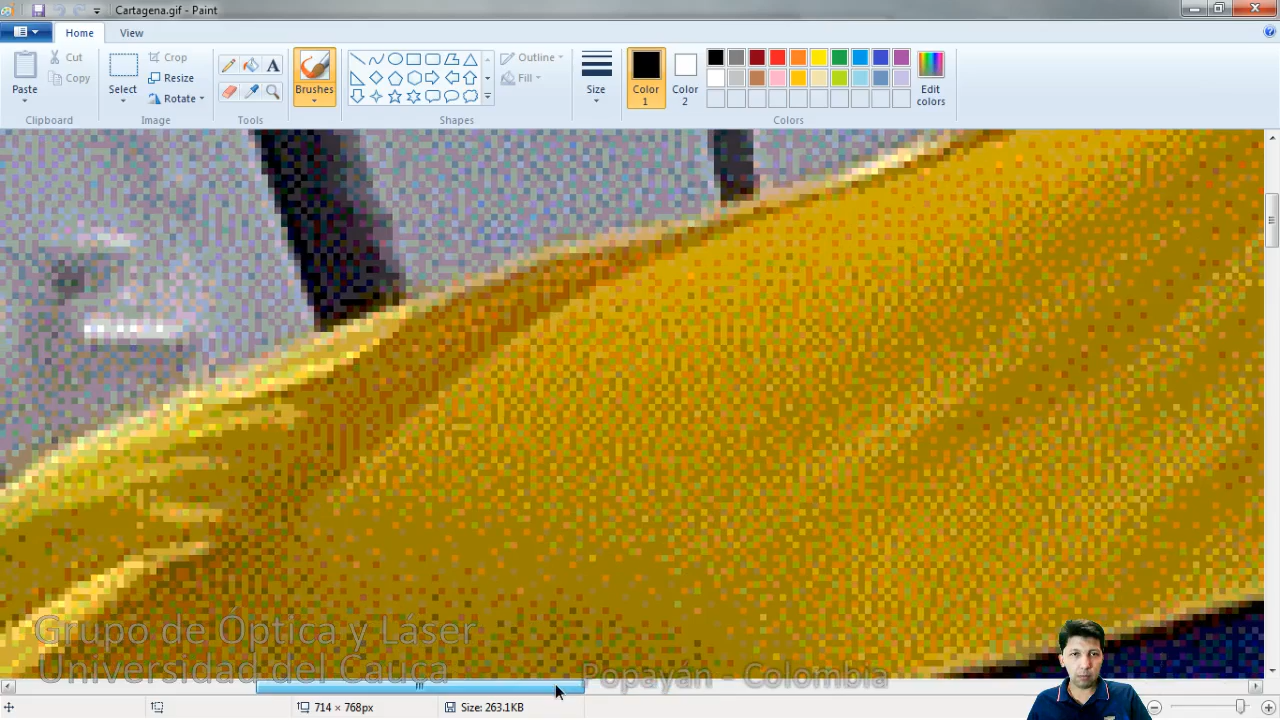 Cartagena.gif - Paint
Home
View
Paste
Cut
Copy
Clipboard
Select
Crop
Resize
Rotate
Image
A
Tools
Brushes
Outline
Fill
Shapes
Size
Color 1
Color 2
Edit colors
Colors
Grupo de Óptica y Láser
Universidad del Cauca
Popayán - Colombia
714 × 768px
Size: 263.1KB